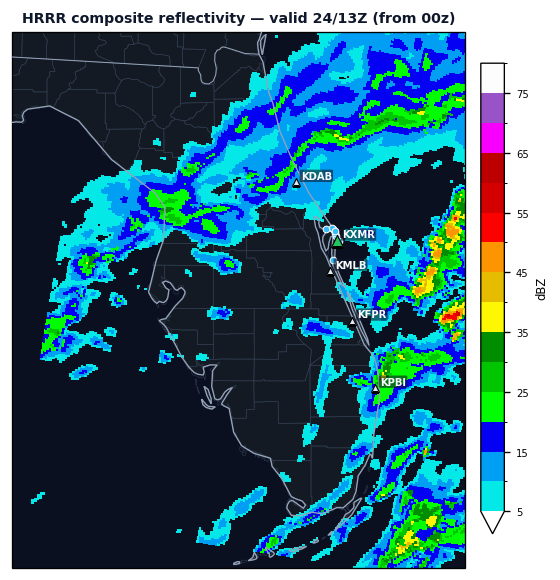 HRRR composite reflectivity — valid 24/13Z (from 00z)
KDAB
KXMR
KMLB
KFPR
KPBI
75
65
55
45
35
25
15
5
dBZ